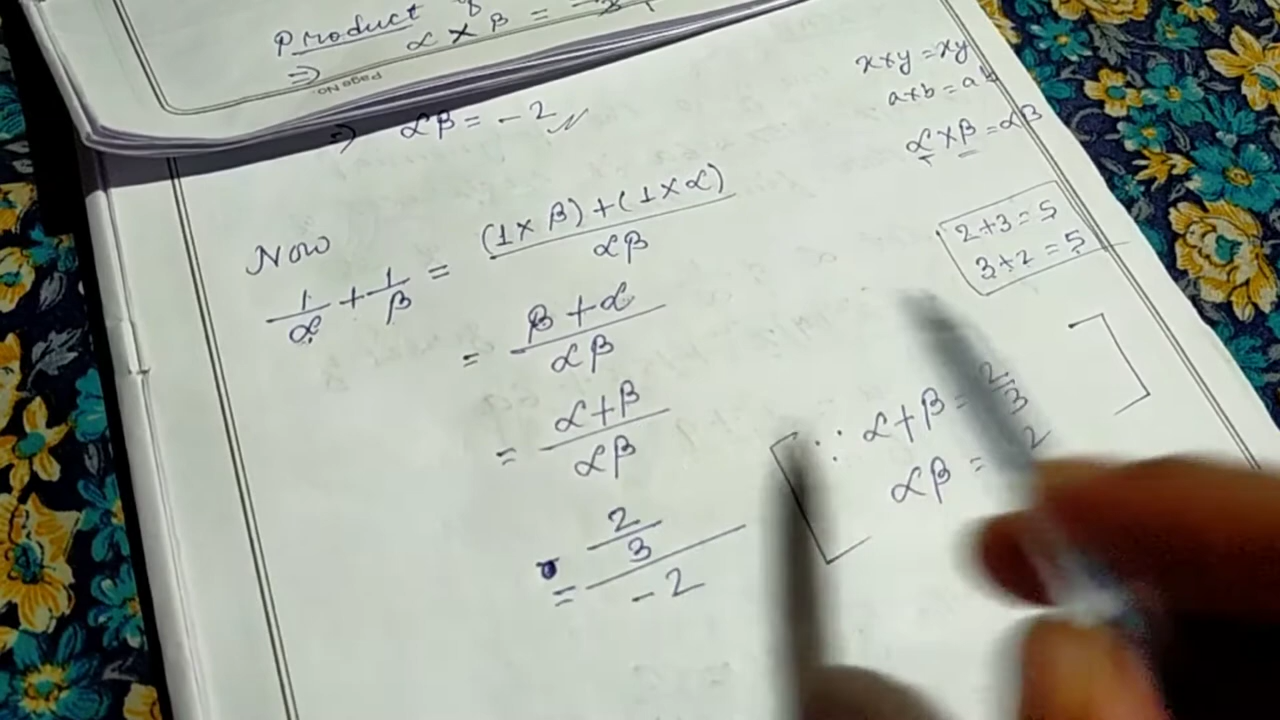 Product
⇒ α × β =
Page No.
⇒ αβ = -2
x×y = xy
a×b = ab
α×β = αβ
Now
1/α + 1/β = (1×β)+(1×α) / αβ
2+3=5
3+2=5
= β+α / αβ
= α+β / αβ
[∵ α+β = 2/3
αβ = 2]
= 2/3 / -2